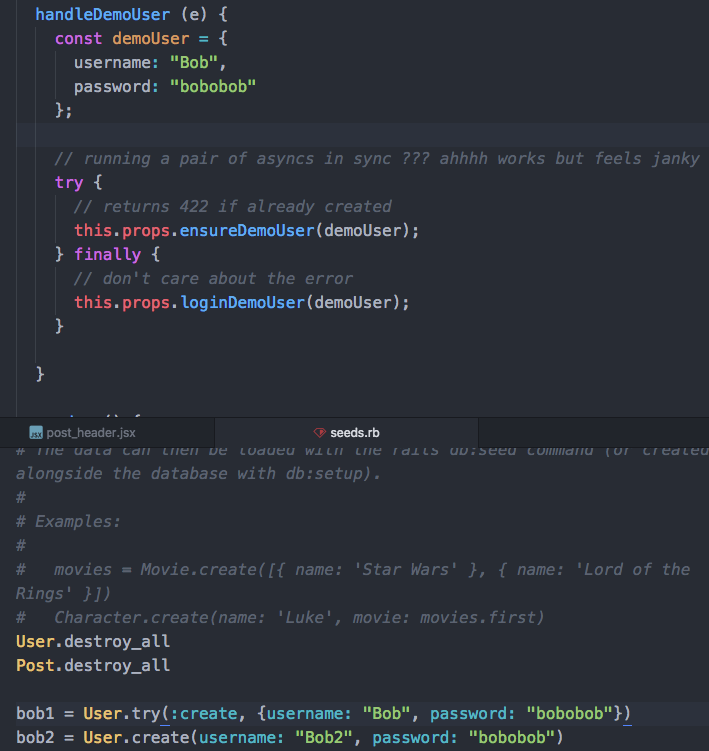 handleDemoUser (e) {
const demoUser = {
username: "Bob",
password: "bobobob"
};
// running a pair of asyncs in sync ??? ahhhh works but feels janky
try {
// returns 422 if already created
this.props.ensureDemoUser(demoUser);
} finally {
// don't care about the error
this.props.loginDemoUser(demoUser);
}
}
post_header.jsx seeds.rb
# The data can then be loaded with the rails db:seed command (or created
alongside the database with db:setup).
#
# Examples:
#
#   movies = Movie.create([{ name: 'Star Wars' }, { name: 'Lord of the
Rings' }])
#   Character.create(name: 'Luke', movie: movies.first)
User.destroy_all
Post.destroy_all
bob1 = User.try(:create, {username: "Bob", password: "bobobob"})
bob2 = User.create(username: "Bob2", password: "bobobob")